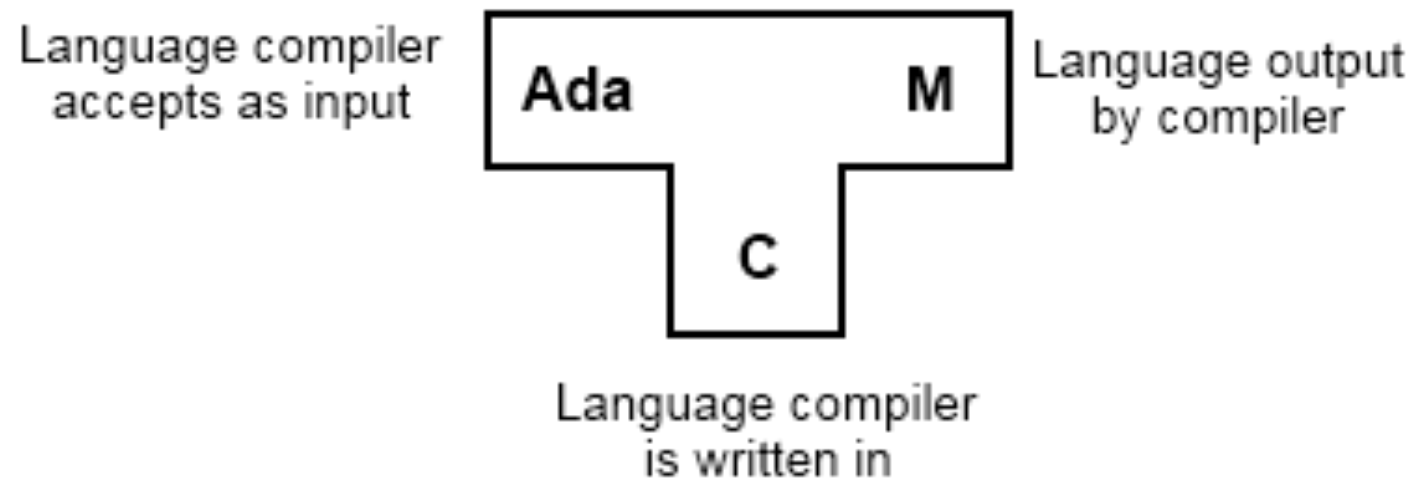 Language compiler
accepts as input
Ada
M
Language output
by compiler
C
Language compiler
is written in